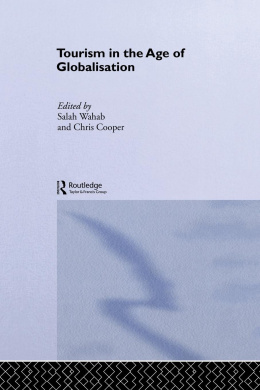 Tourism in the Age of
Globalisation
Edited by
Salah Wahab
and Chris Cooper
Routledge
Taylor & Francis Group